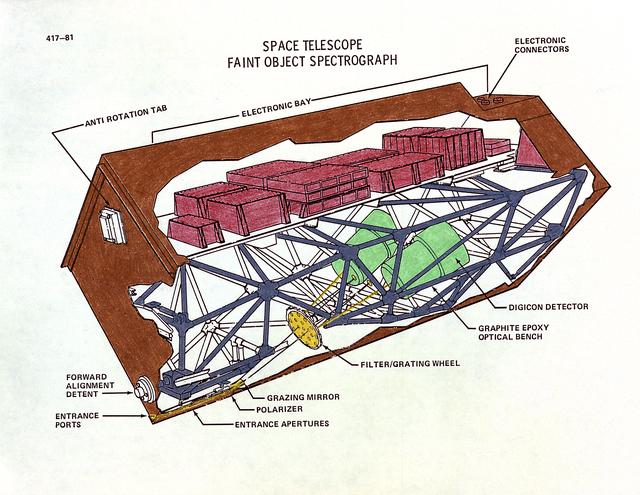 417-81
SPACE TELESCOPE
FAINT OBJECT SPECTROGRAPH
ELECTRONIC
CONNECTORS
ELECTRONIC BAY
ANTI ROTATION TAB
DIGICON DETECTOR
GRAPHITE EPOXY
OPTICAL BENCH
FILTER/GRATING WHEEL
FORWARD
ALIGNMENT
DETENT
GRAZING MIRROR
POLARIZER
ENTRANCE
PORTS
ENTRANCE APERTURES